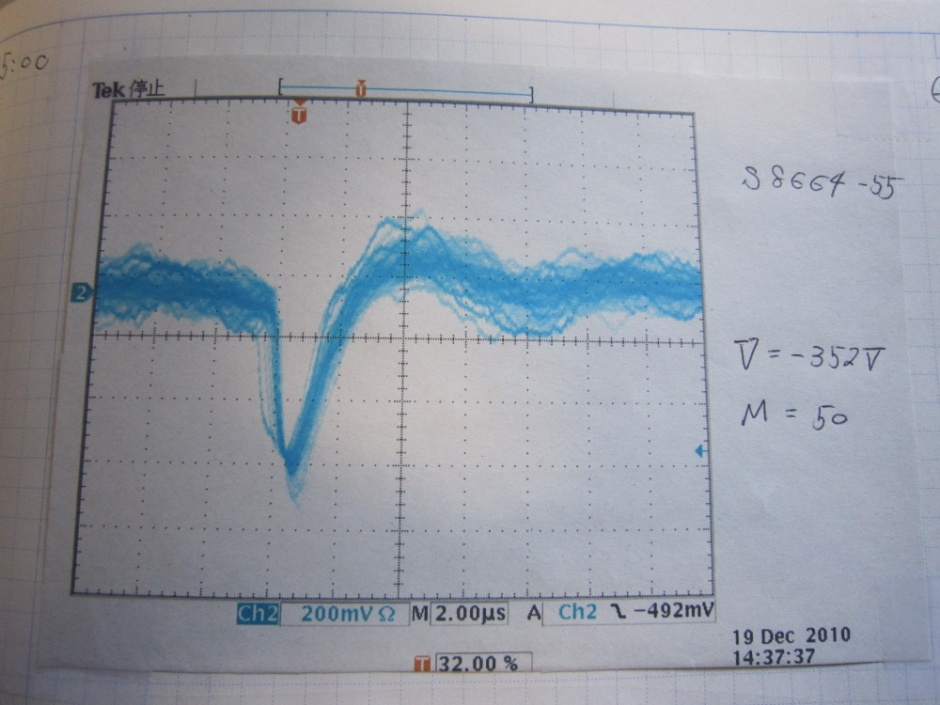 5:00
Tek 停止
T
T
S8664-55
2
V = -352V
M = 50
Ch2 200mV Ω M 2.00µs A Ch2 -492mV
T 32.00 %
19 Dec 2010
14:37:37